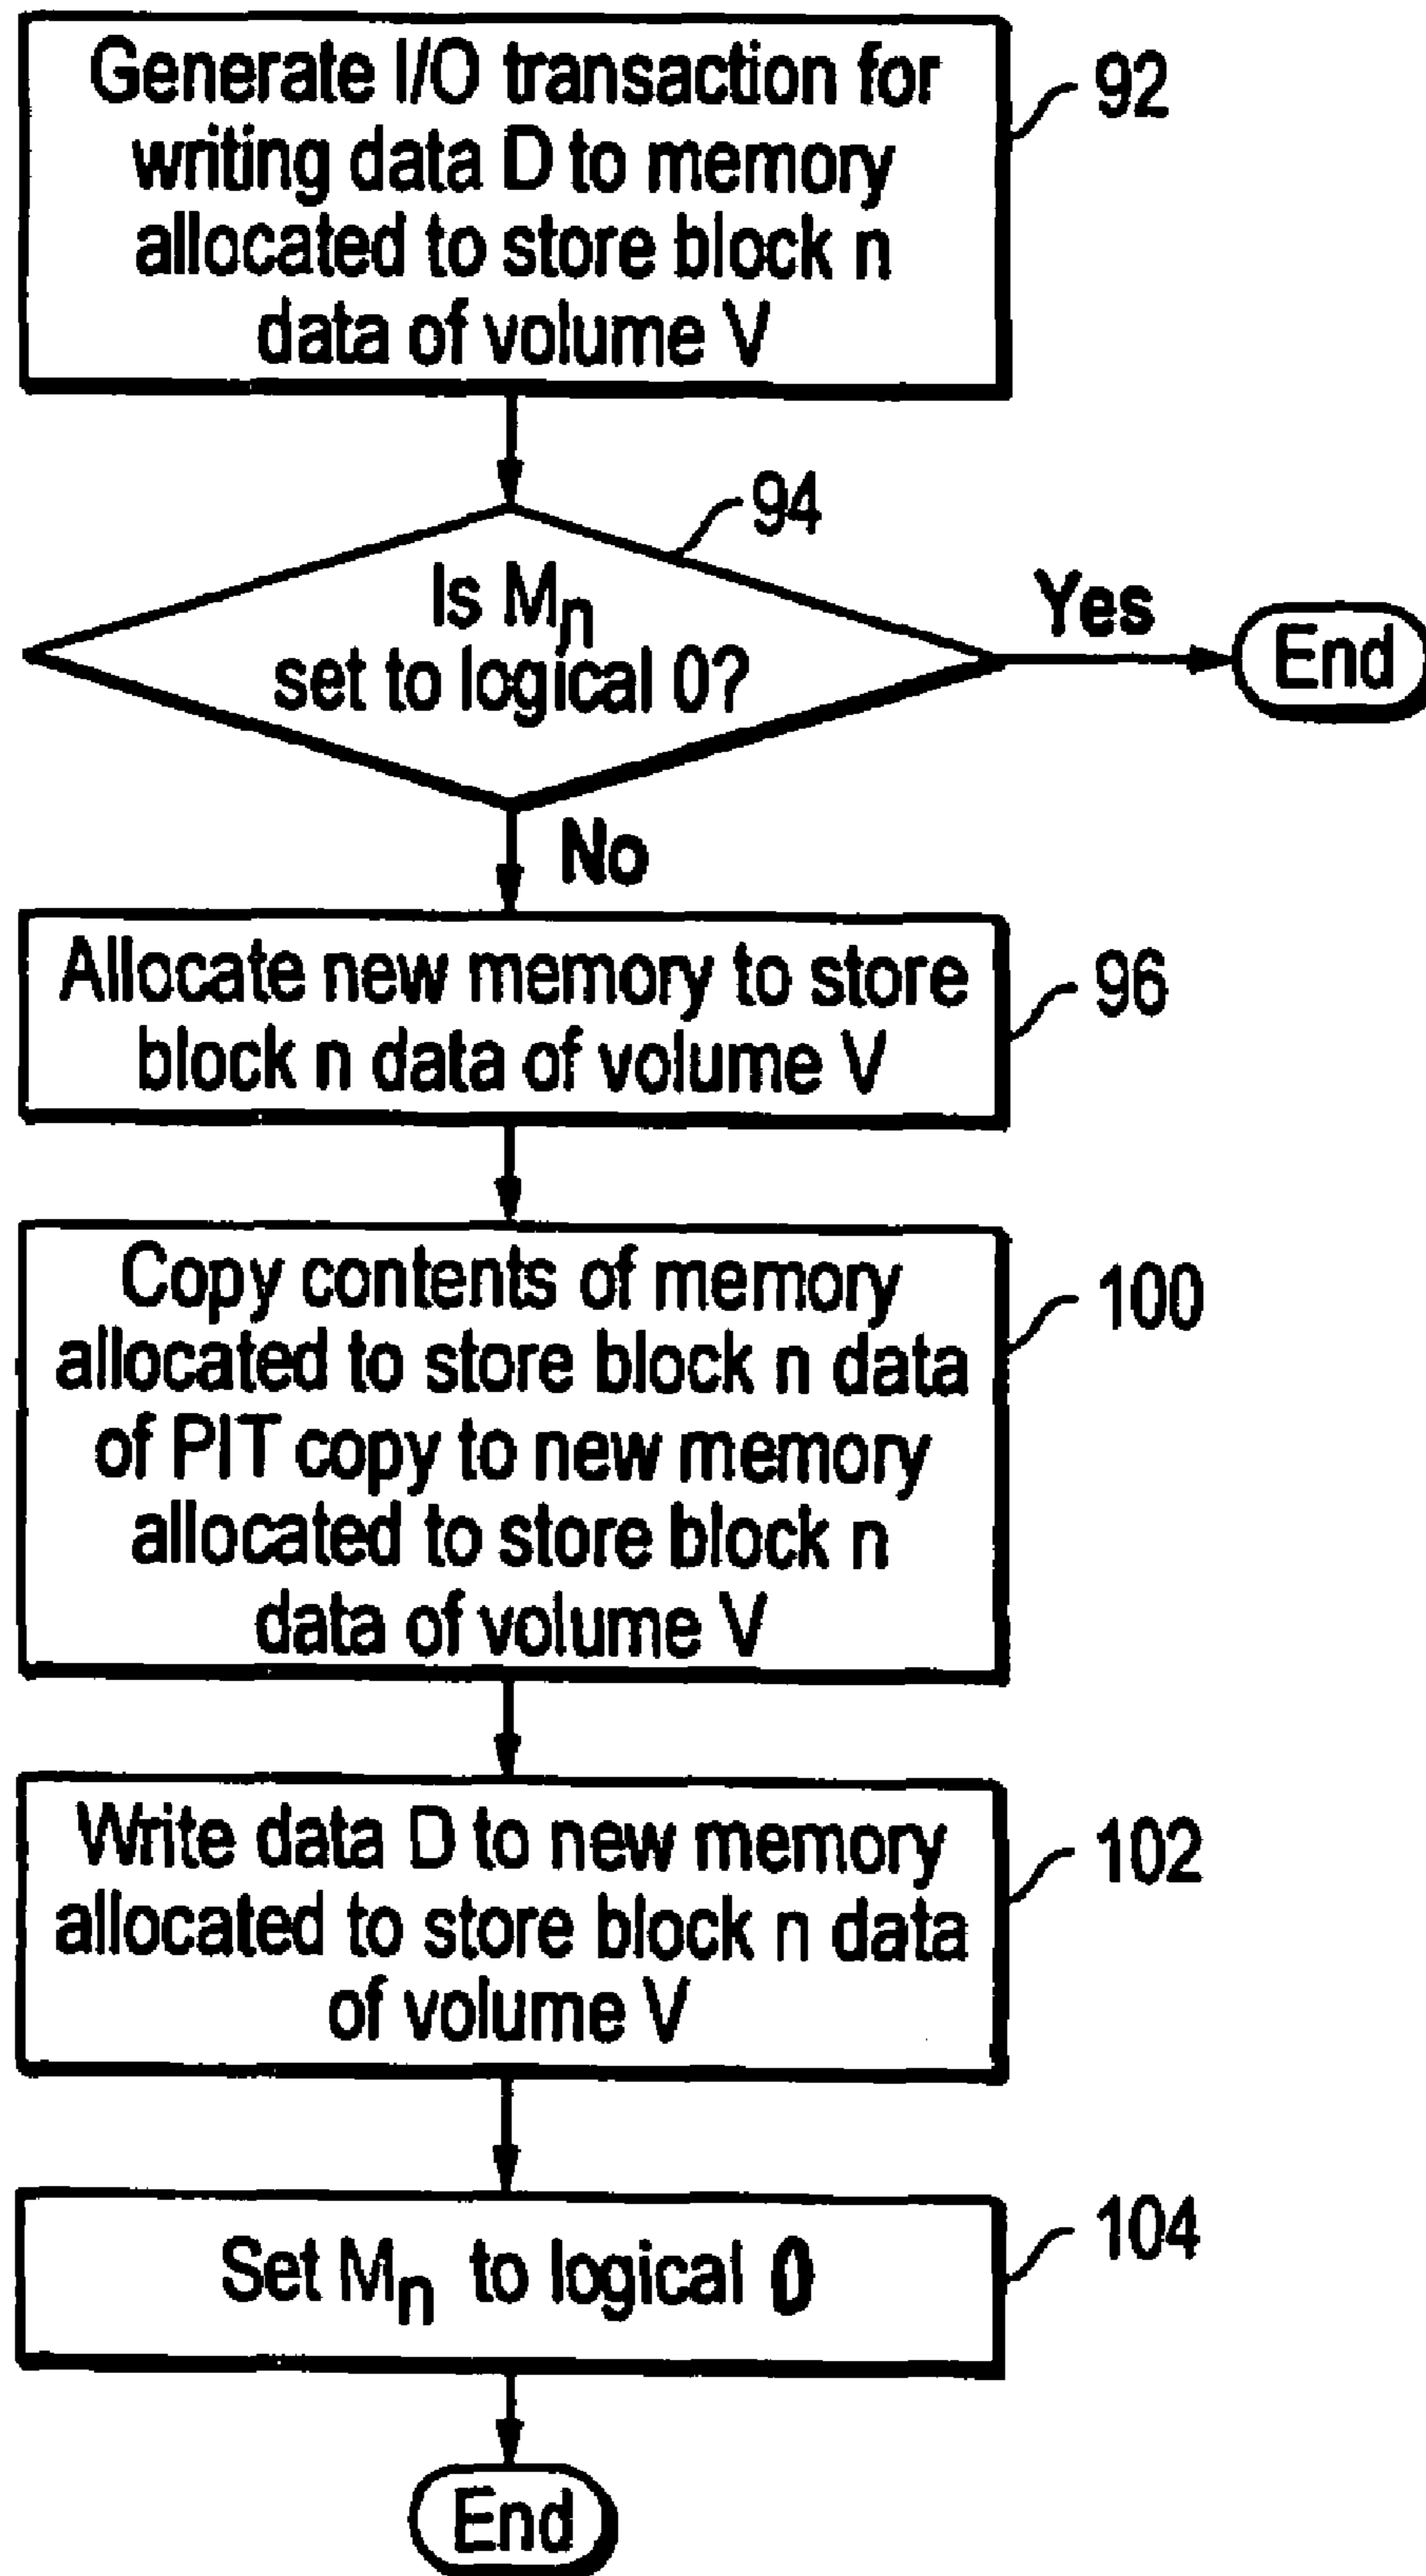 Generate I/O transaction for
writing data D to memory
allocated to store block n
data of volume V
92
94
Is Mn
set to logical 0?
Yes
End
No
Allocate new memory to store
block n data of volume V
96
Copy contents of memory
allocated to store block n data
of PIT copy to new memory
allocated to store block n
data of volume V
100
Write data D to new memory
allocated to store block n data
of volume V
102
Set Mn to logical 0
104
End